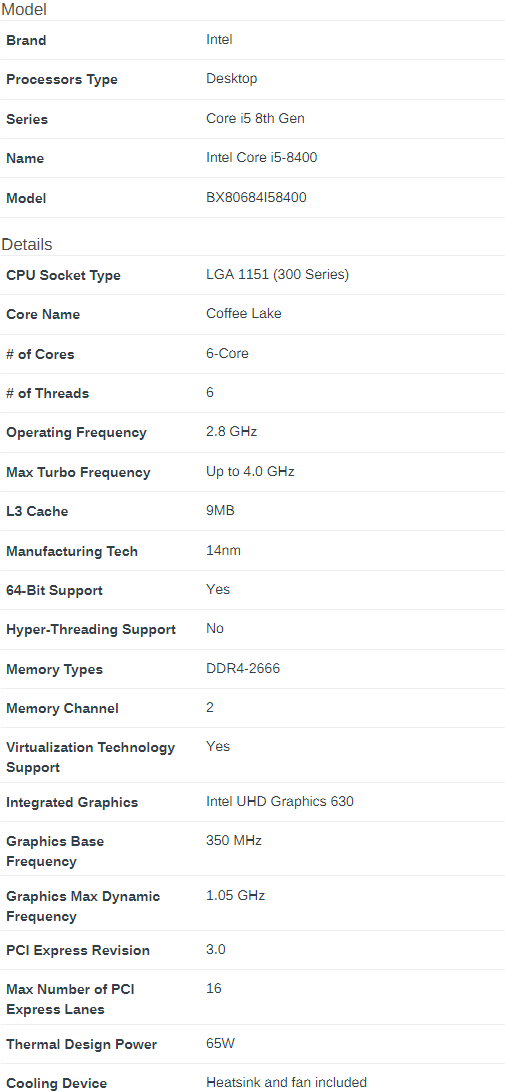 Model
Brand Intel
Processors Type Desktop
Series Core i5 8th Gen
Name Intel Core i5-8400
Model BX80684I58400
Details
CPU Socket Type LGA 1151 (300 Series)
Core Name Coffee Lake
# of Cores 6-Core
# of Threads 6
Operating Frequency 2.8 GHz
Max Turbo Frequency Up to 4.0 GHz
L3 Cache 9MB
Manufacturing Tech 14nm
64-Bit Support Yes
Hyper-Threading Support No
Memory Types DDR4-2666
Memory Channel 2
Virtualization Technology Yes
Support
Integrated Graphics Intel UHD Graphics 630
Graphics Base 350 MHz
Frequency
Graphics Max Dynamic 1.05 GHz
Frequency
PCI Express Revision 3.0
Max Number of PCI 16
Express Lanes
Thermal Design Power 65W
Cooling Device Heatsink and fan included